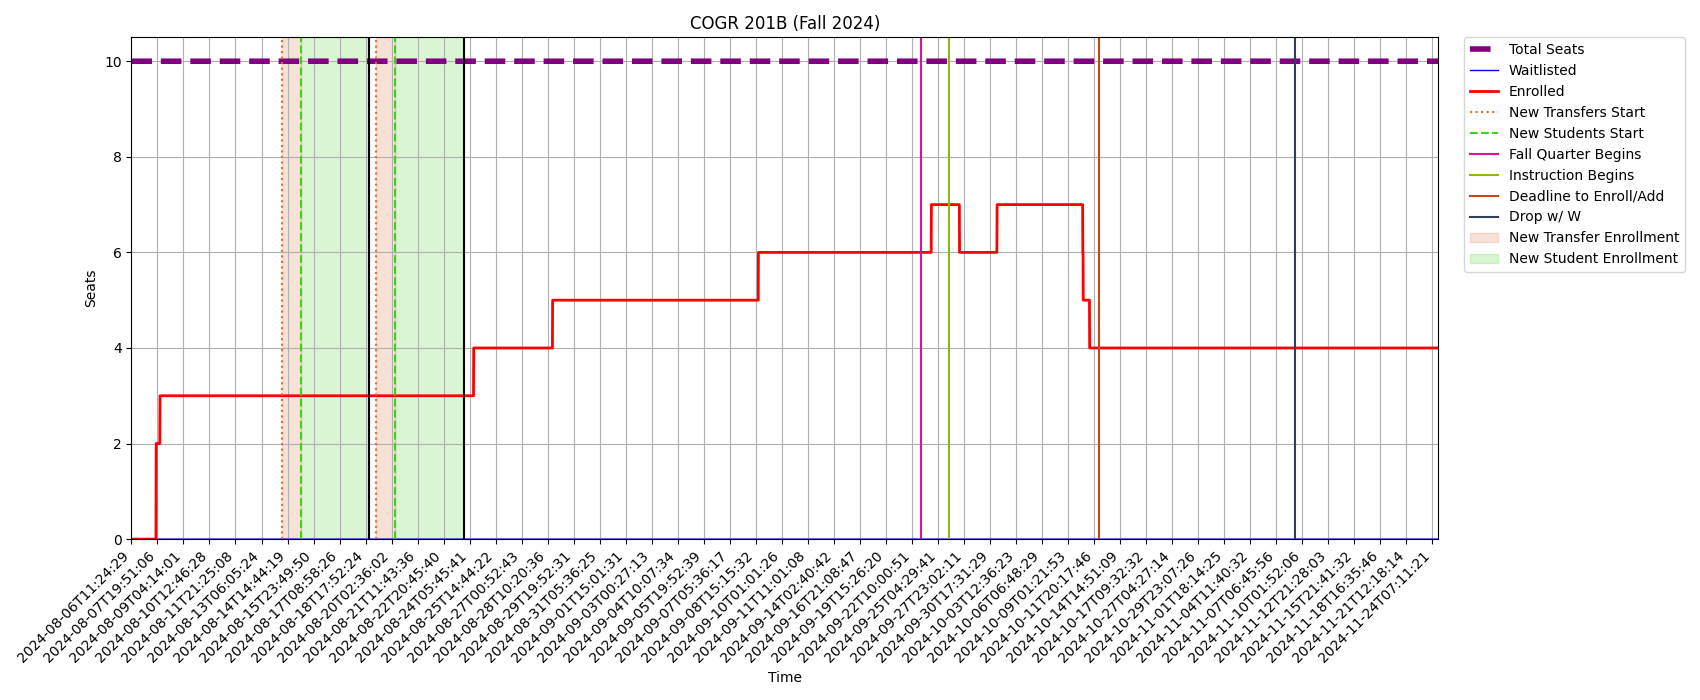 COGR 201B (Fall 2024)
Total Seats
Waitlisted
Enrolled
New Transfers Start
New Students Start
Fall Quarter Begins
Instruction Begins
Deadline to Enroll/Add
Drop w/ W
New Transfer Enrollment
New Student Enrollment
Seats
10
8
6
4
2
0
2024-08-06T11:24:29
2024-08-07T19:51:06
2024-08-09T04:14:01
2024-08-10T12:46:28
2024-08-11T21:25:08
2024-08-13T06:05:24
2024-08-14T14:44:19
2024-08-15T23:49:50
2024-08-17T08:58:26
2024-08-18T17:52:24
2024-08-20T02:36:02
2024-08-21T11:43:36
2024-08-22T20:45:40
2024-08-24T05:45:41
2024-08-25T14:44:22
2024-08-27T00:52:43
2024-08-28T10:20:36
2024-08-29T19:52:31
2024-08-31T05:36:25
2024-09-01T15:01:31
2024-09-03T00:27:13
2024-09-04T10:07:34
2024-09-05T19:52:39
2024-09-07T05:36:17
2024-09-08T15:15:32
2024-09-10T01:01:26
2024-09-11T11:01:08
2024-09-14T02:40:42
2024-09-16T21:08:47
2024-09-19T15:26:20
2024-09-22T10:00:51
2024-09-25T04:29:41
2024-09-27T23:02:11
2024-09-30T17:31:29
2024-10-03T12:36:23
2024-10-06T06:48:29
2024-10-09T01:21:53
2024-10-11T20:17:46
2024-10-14T14:51:09
2024-10-17T09:32:32
2024-10-27T04:27:14
2024-10-29T23:07:26
2024-11-01T18:14:25
2024-11-04T11:40:32
2024-11-07T06:45:56
2024-11-10T01:52:06
2024-11-12T21:28:03
2024-11-15T21:41:32
2024-11-18T16:35:46
2024-11-21T12:18:14
2024-11-24T07:11:21
Time